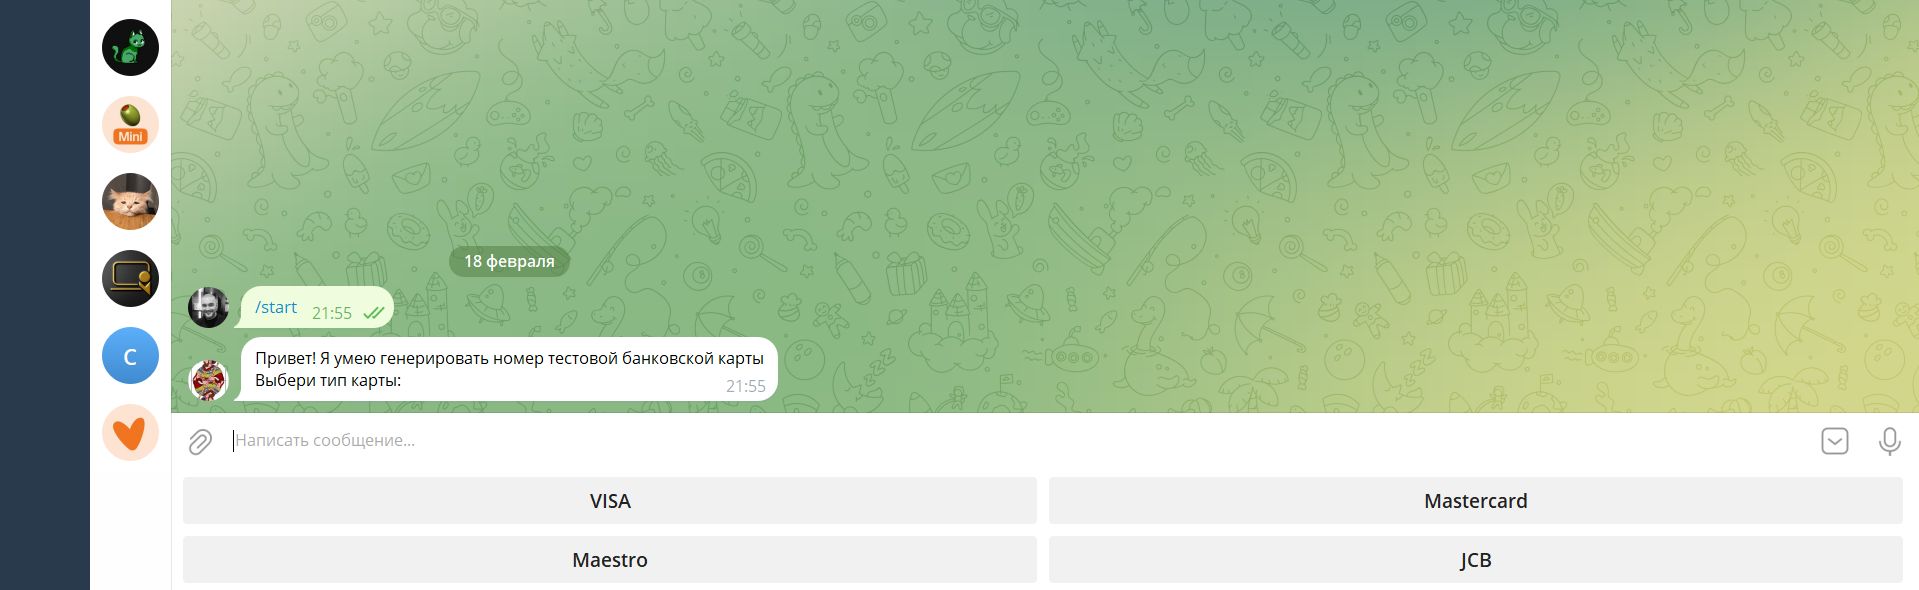 Mini
C
18 февраля
/start 21:55
Привет! Я умею генерировать номер тестовой банковской карты
Выбери тип карты:
21:55
Написать сообщение...
VISA
Mastercard
Maestro
JCB